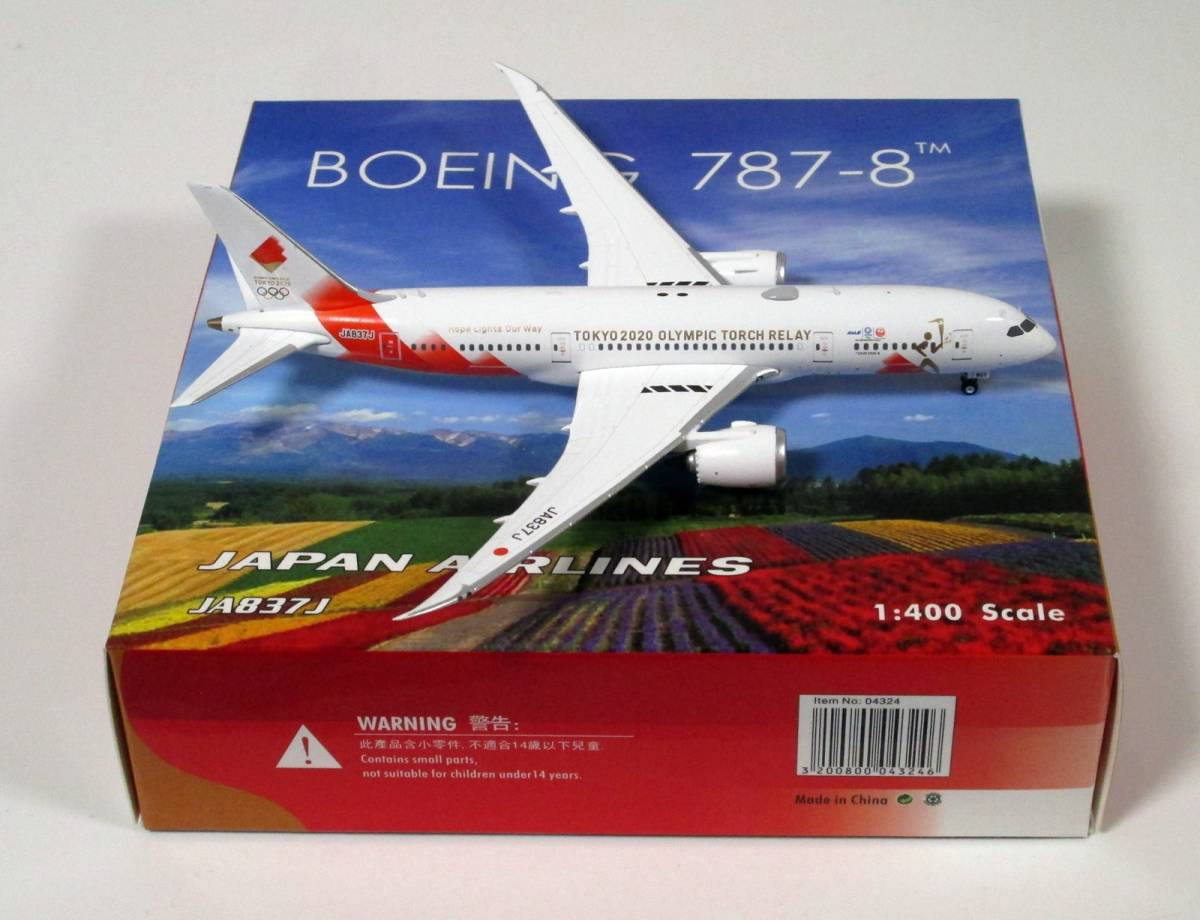 BOEING 787-8™
TOKYO 2020
JA837J
Hope Lights Our Way
TOKYO 2020 OLYMPIC TORCH RELAY
JA837J
JAPAN AIRLINES
JA837J
1:400 Scale
WARNING 警告:
此產品含小零件, 不適合14歲以下兒童.
Contains small parts,
not suitable for children under14 years.
Item No: 04324
3 200800 043246
Made in China